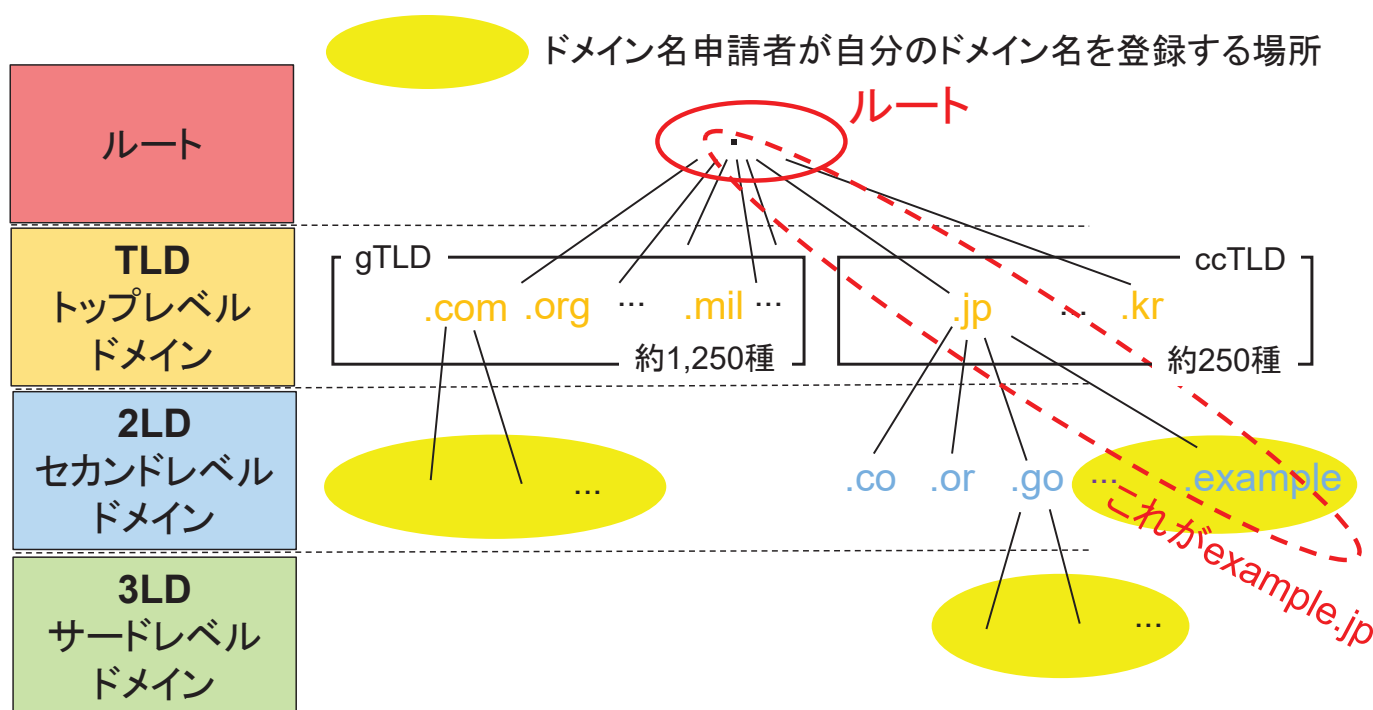 ドメイン名申請者が自分のドメイン名を登録する場所
ルート
ルート
.
TLD
トップレベル
ドメイン
gTLD
.com .org ... .mil ...
約1,250種
ccTLD
.jp ... .kr
約250種
2LD
セカンドレベル
ドメイン
...
.co .or .go ... .example
これがexample.jp
3LD
サードレベル
ドメイン
...